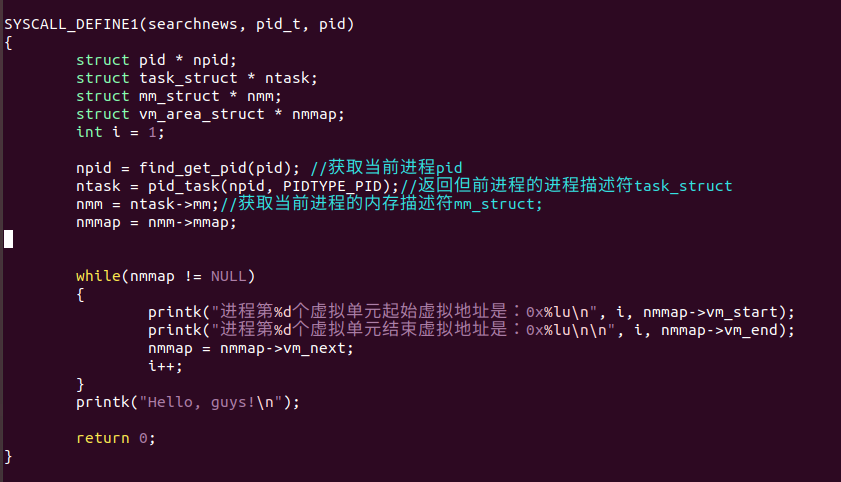 SYSCALL_DEFINE1(searchnews, pid_t, pid)
{
        struct pid * npid;
        struct task_struct * ntask;
        struct mm_struct * nmm;
        struct vm_area_struct * nmmap;
        int i = 1;

        npid = find_get_pid(pid); //获取当前进程pid
        ntask = pid_task(npid, PIDTYPE_PID);//返回但前进程的进程描述符task_struct
        nmm = ntask->mm;//获取当前进程的内存描述符mm_struct;
        nmmap = nmm->mmap;

        while(nmmap != NULL)
        {
                printk("进程第%d个虚拟单元起始虚拟地址是：0x%lu\n", i, nmmap->vm_start);
                printk("进程第%d个虚拟单元结束虚拟地址是：0x%lu\n\n", i, nmmap->vm_end);
                nmmap = nmmap->vm_next;
                i++;
        }
        printk("Hello, guys!\n");

        return 0;
}